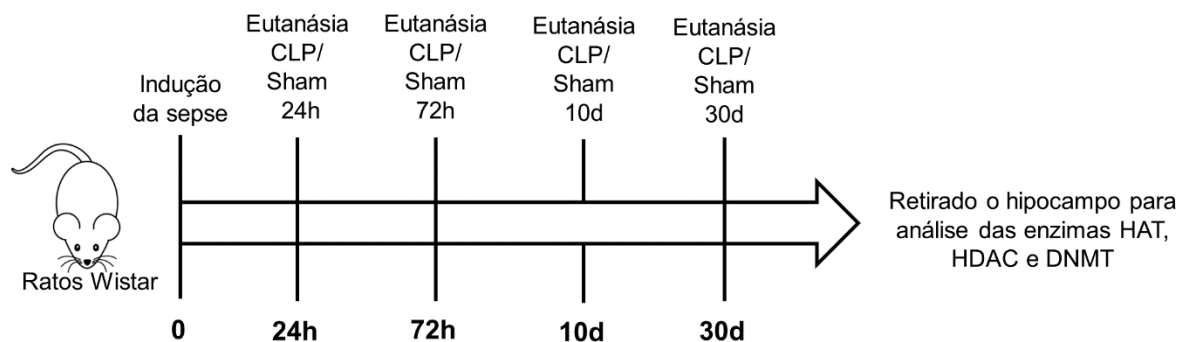 Indução
da sepse
Eutanásia
CLP/
Sham
24h
Eutanásia
CLP/
Sham
72h
Eutanásia
CLP/
Sham
10d
Eutanásia
CLP/
Sham
30d
Ratos Wistar
0
24h
72h
10d
30d
Retirado o hipocampo para
análise das enzimas HAT,
HDAC e DNMT